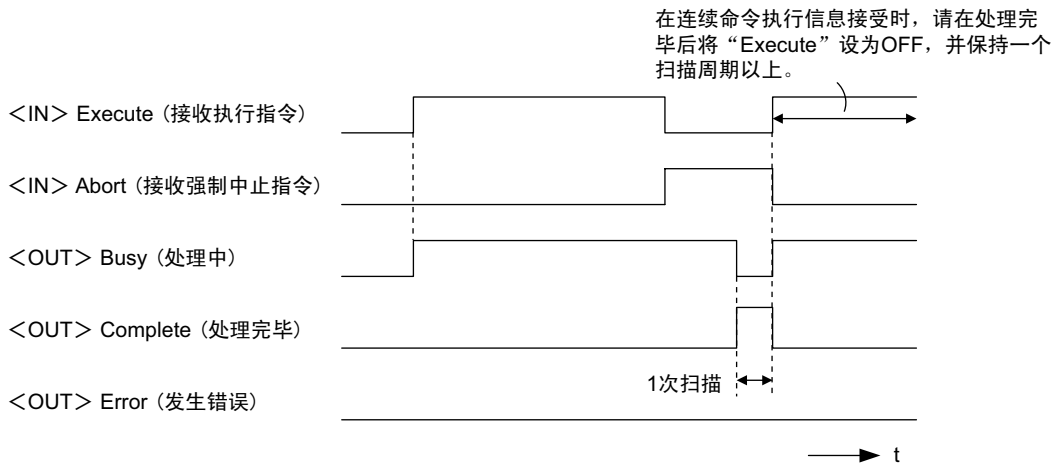 在连续命令执行信息接受时，请在处理完
毕后将“Execute”设为OFF，并保持一个
扫描周期以上。
＜IN＞ Execute (接收执行指令)
＜IN＞ Abort (接收强制中止指令)
＜OUT＞ Busy (处理中)
＜OUT＞ Complete (处理完毕)
1次扫描
＜OUT＞ Error (发生错误)
t